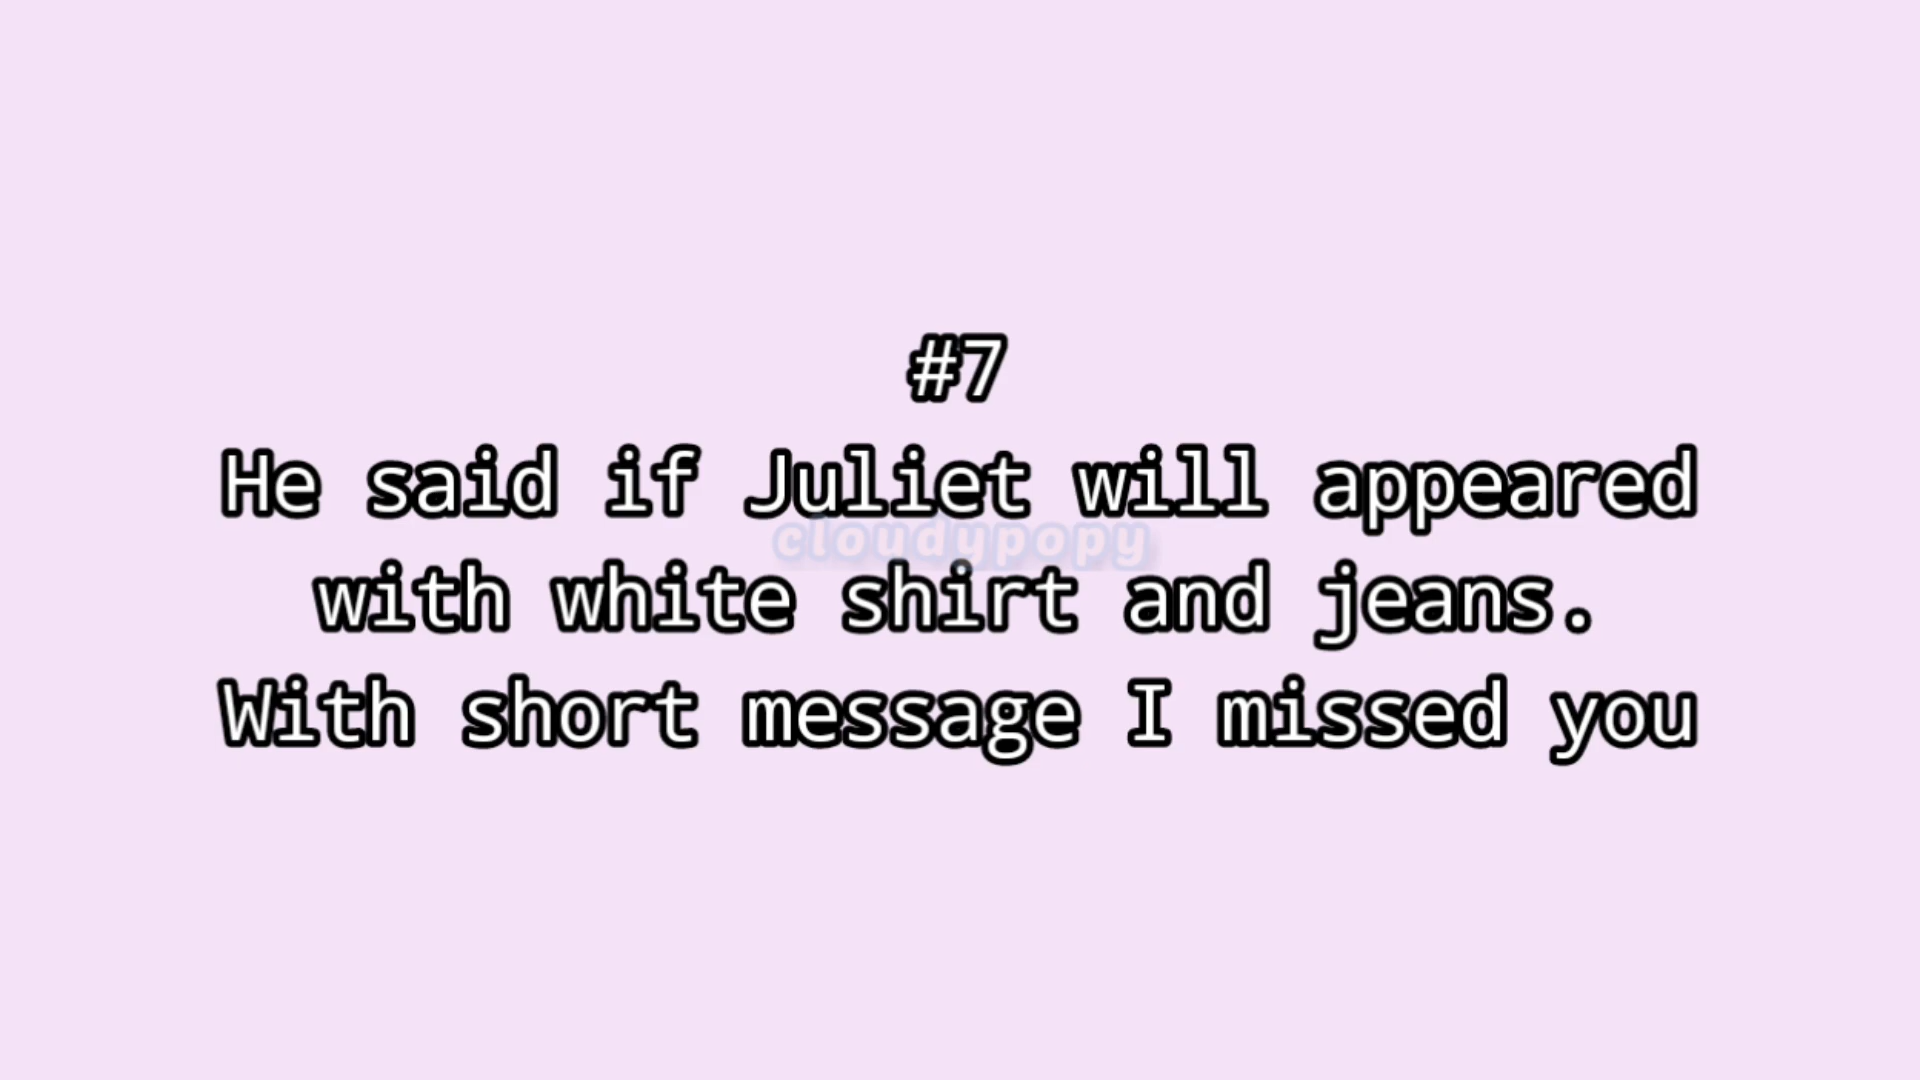 #7
He said if Juliet will appeared
cloudypopy
with white shirt and jeans.
With short message I missed you